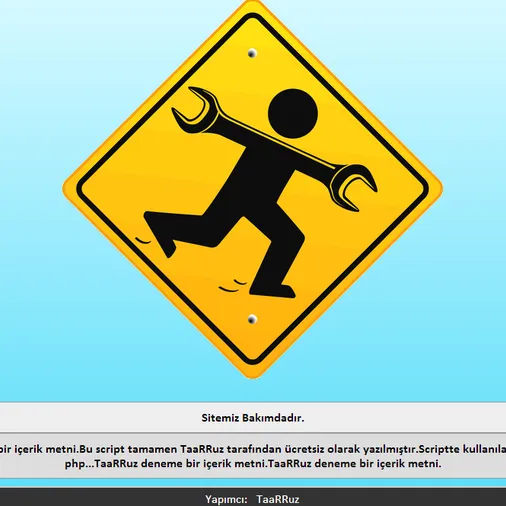 Sitemiz Bakımdadır.
bir içerik metni.Bu script tamamen TaaRRuz tarafından ücretsiz olarak yazılmıştır.Scriptte
php...TaaRRuz deneme bir içerik metni.TaaRRuz deneme bir içerik metni.
Yapımcı: TaaRRuz